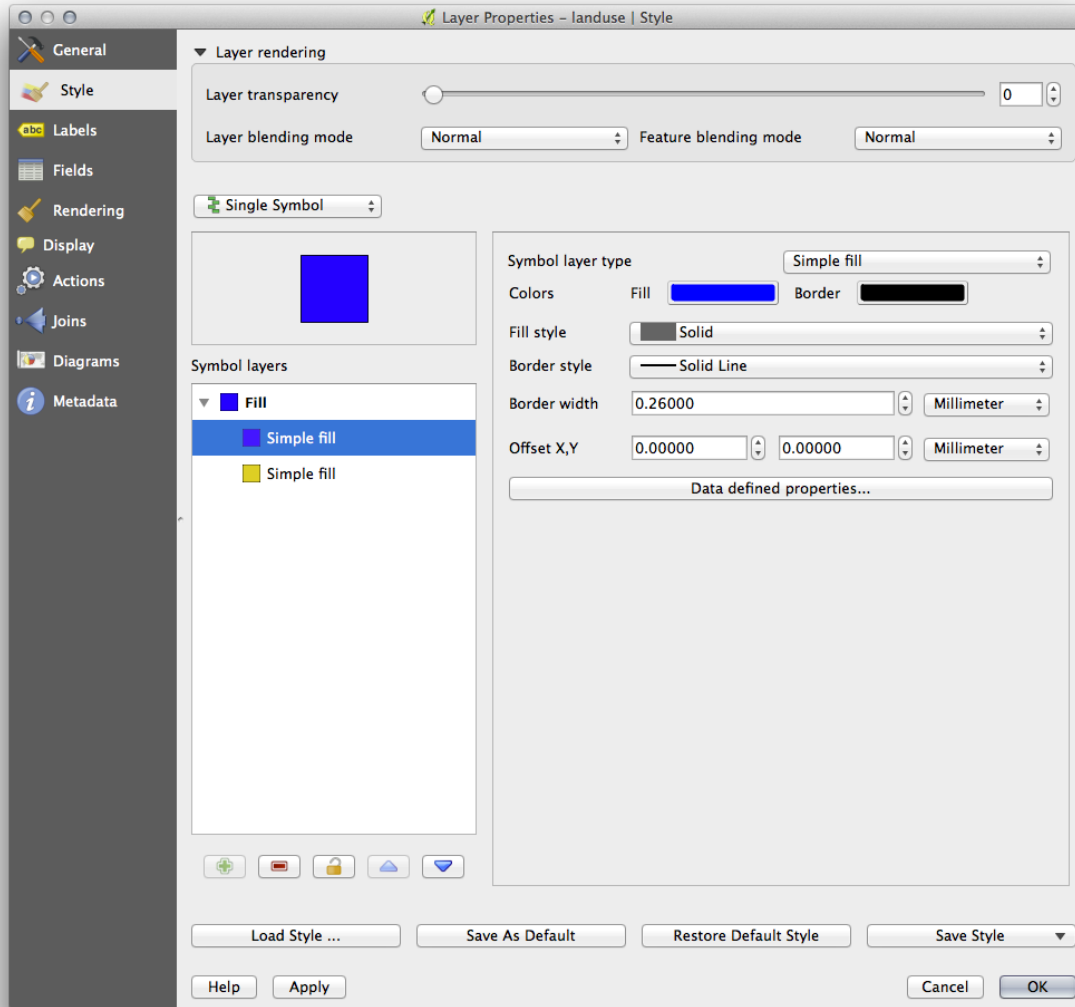 Layer Properties – landuse | Style
General
Style
abc Labels
Fields
Rendering
Display
Actions
Joins
Diagrams
i Metadata
Layer rendering
Layer transparency 0
Layer blending mode Normal Feature blending mode Normal
Single Symbol
Symbol layers
Fill
Simple fill
Simple fill
Symbol layer type Simple fill
Colors Fill Border
Fill style Solid
Border style Solid Line
Border width 0.26000 Millimeter
Offset X,Y 0.00000 0.00000 Millimeter
Data defined properties...
Load Style ... Save As Default Restore Default Style Save Style
Help Apply Cancel OK